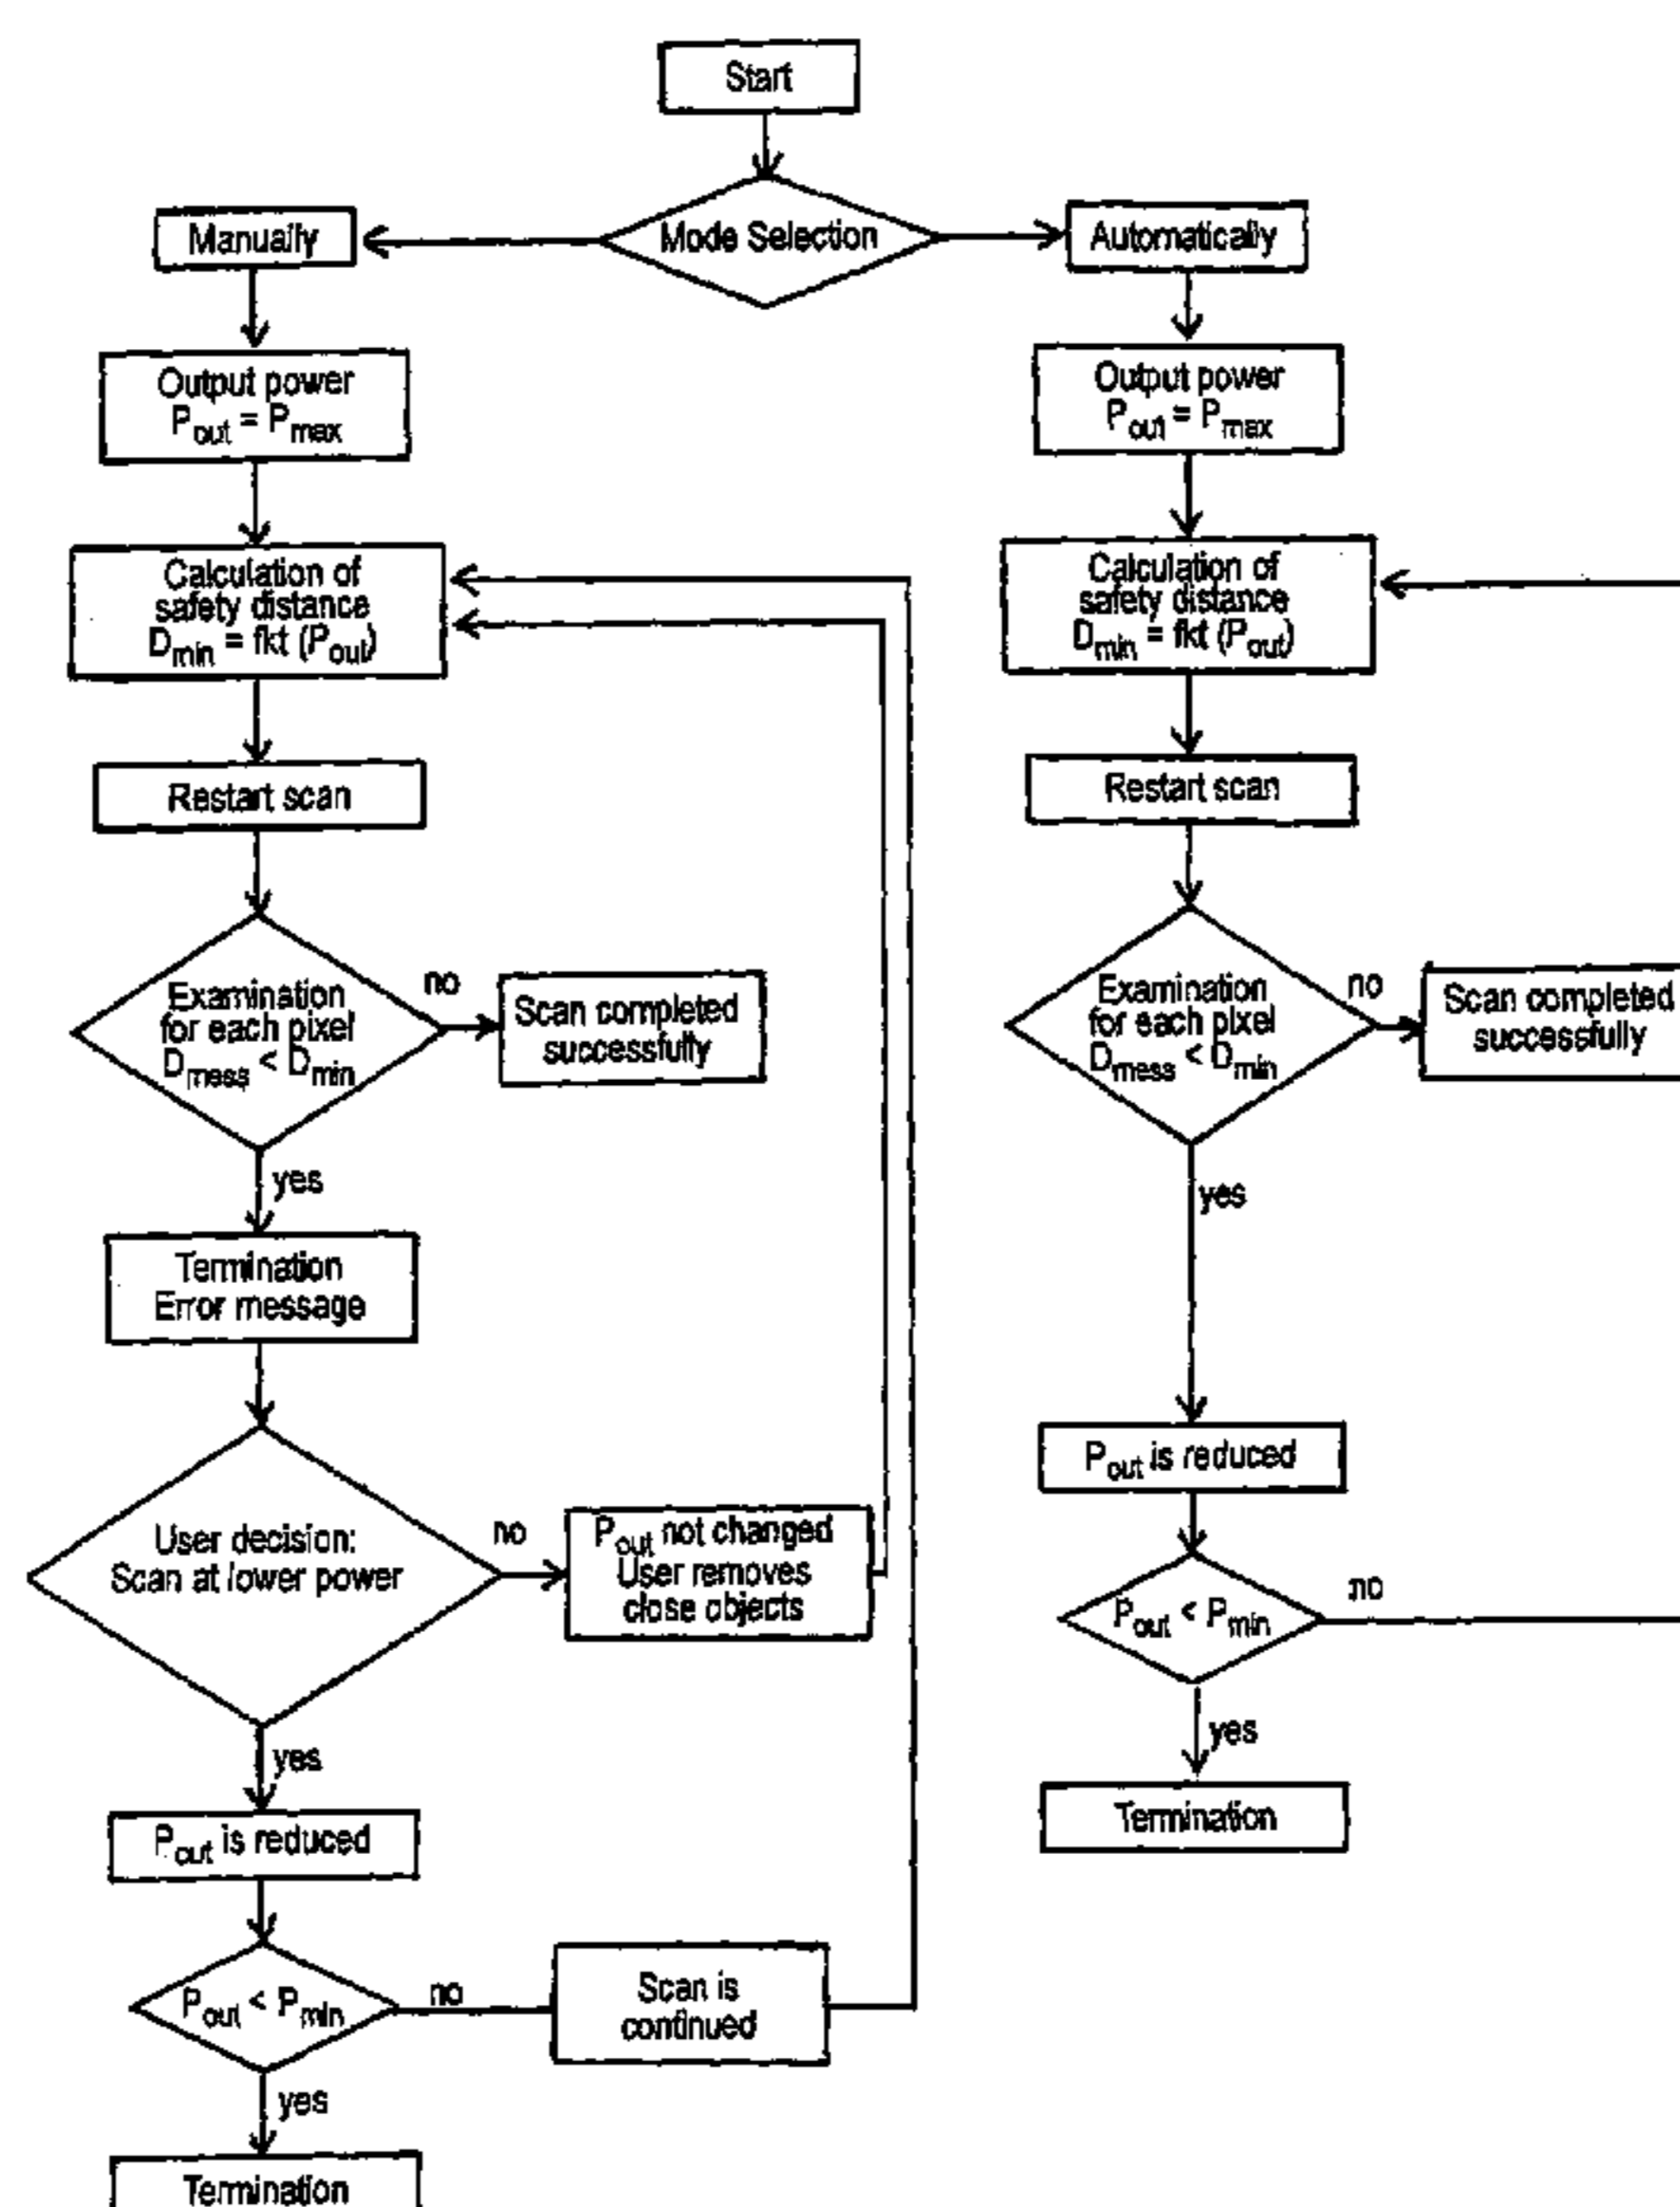 Start
Mode Selection
Manually
Output power
Pout = Pmax
Calculation of
safety distance
Dmin = fkt (Pout)
Restart scan
Examination
for each pixel
Dmess < Dmin
no
Scan completed
successfully
yes
Termination
Error message
User decision:
Scan at lower power
no
Pout not changed
User removes
close objects
yes
Pout is reduced
Pout < Pmin
no
Scan is
continued
yes
Termination
Automatically
Output power
Pout = Pmax
Calculation of
safety distance
Dmin = fkt (Pout)
Restart scan
Examination
for each pixel
Dmess < Dmin
no
Scan completed
successfully
yes
Pout is reduced
Pout < Pmin
no
yes
Termination